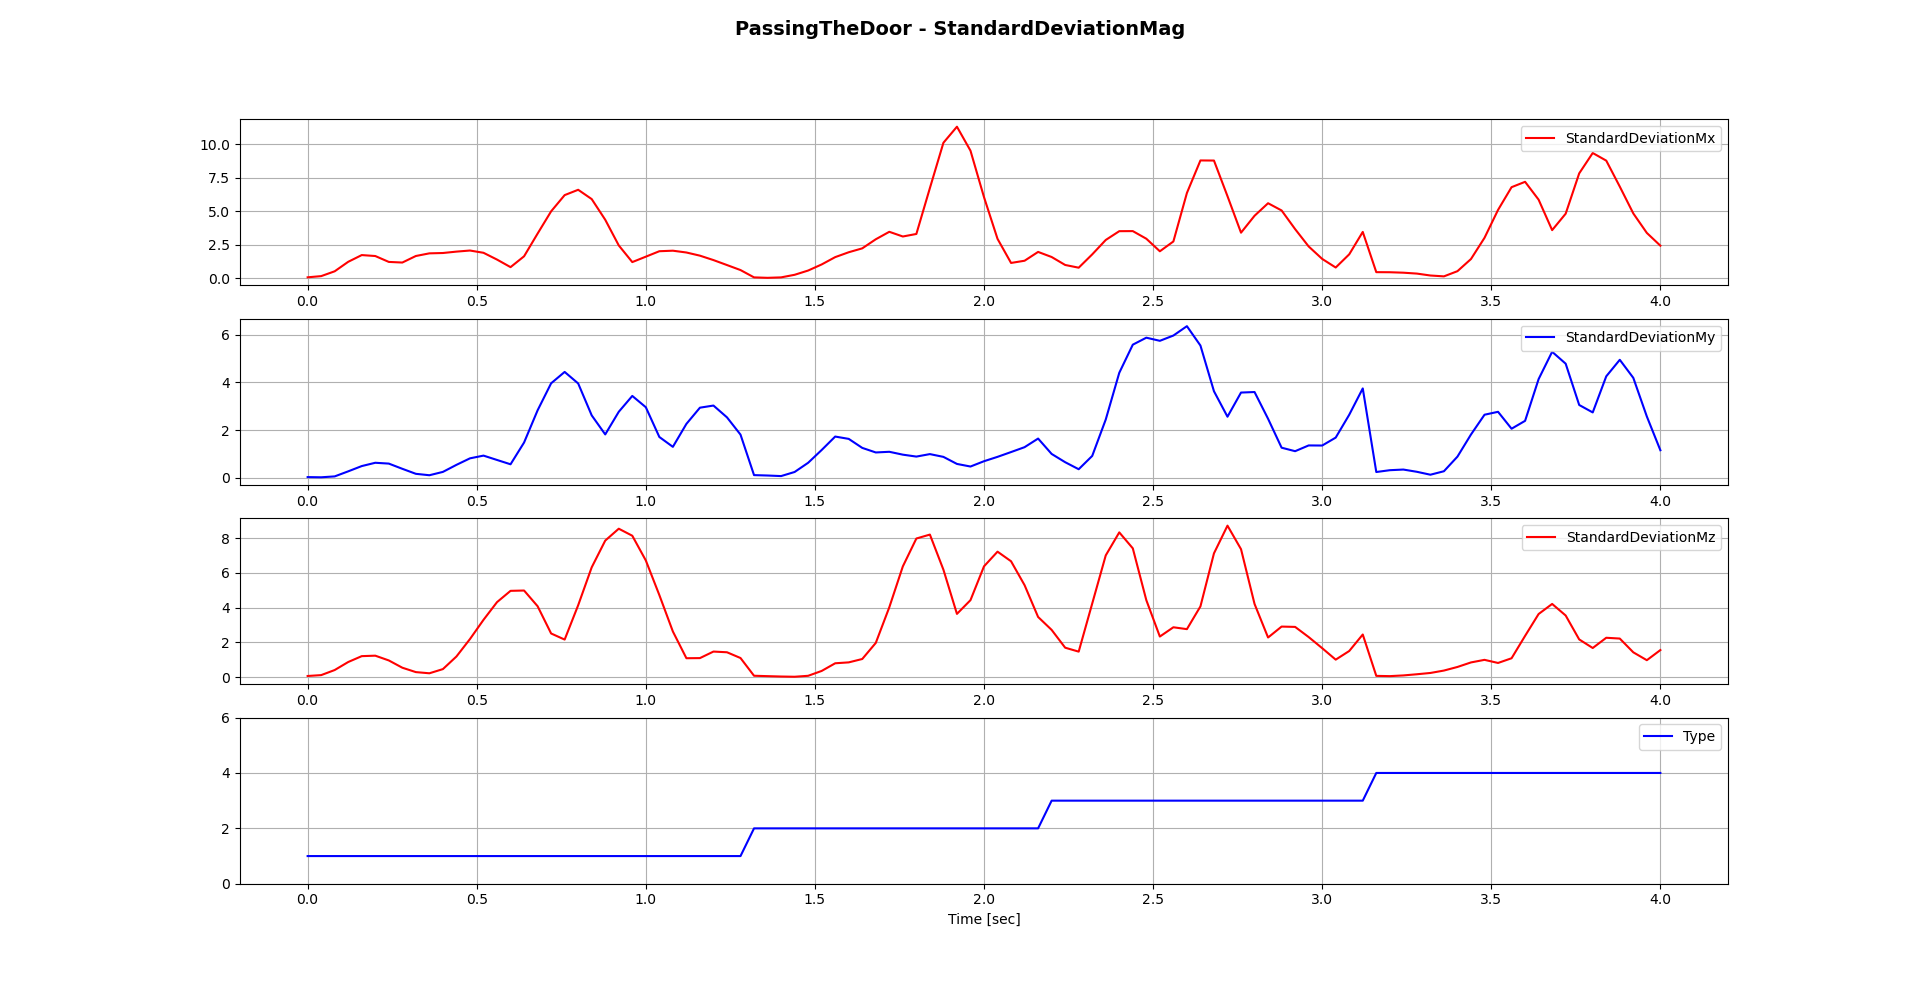 PassingTheDoor - StandardDeviationMag
StandardDeviationMx
10.0
7.5
5.0
2.5
0.0
0.0 0.5 1.0 1.5 2.0 2.5 3.0 3.5 4.0
StandardDeviationMy
6
4
2
0
0.0 0.5 1.0 1.5 2.0 2.5 3.0 3.5 4.0
StandardDeviationMz
8
6
4
2
0
0.0 0.5 1.0 1.5 2.0 2.5 3.0 3.5 4.0
Type
6
4
2
0
0.0 0.5 1.0 1.5 2.0 2.5 3.0 3.5 4.0
Time [sec]